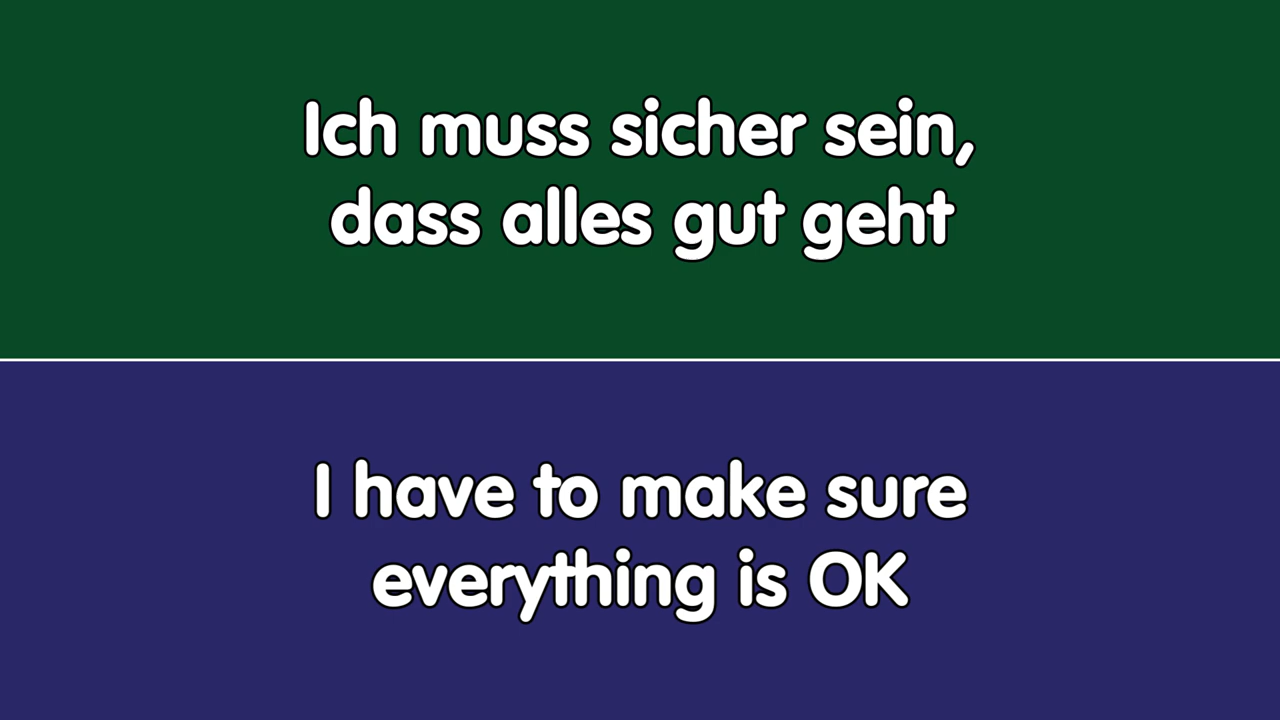 Ich muss sicher sein,
dass alles gut geht
I have to make sure
everything is OK